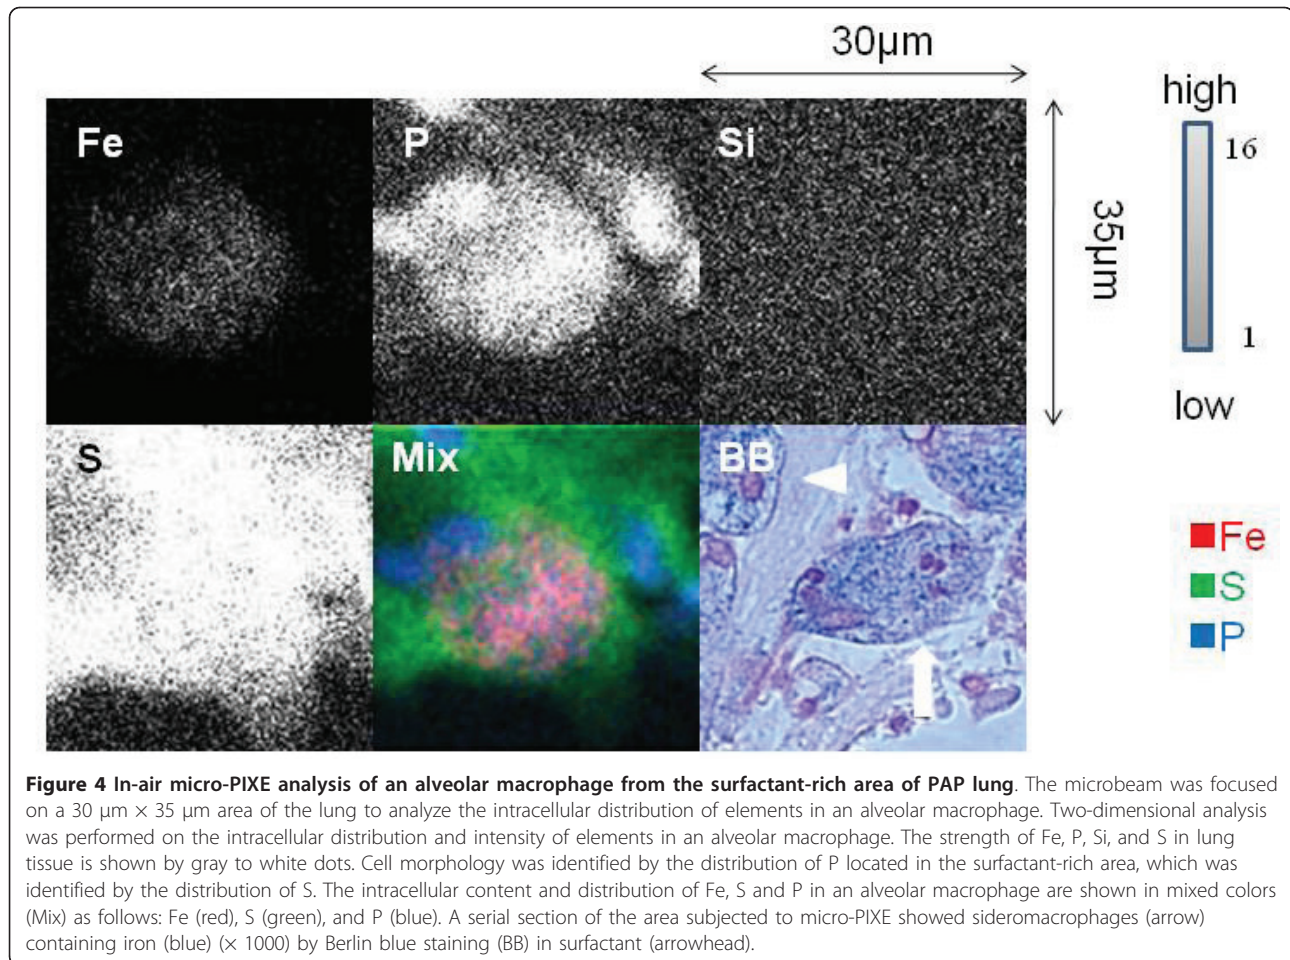 30µm
high
16
1
low
35µm
Fe
P
Si
S
Mix
BB
Fe
S
P
Figure 4 In-air micro-PIXE analysis of an alveolar macrophage from the surfactant-rich area of PAP lung. The microbeam was focused
on a 30 μm × 35 μm area of the lung to analyze the intracellular distribution of elements in an alveolar macrophage. Two-dimensional analysis
was performed on the intracellular distribution and intensity of elements in an alveolar macrophage. The strength of Fe, P, Si, and S in lung
tissue is shown by gray to white dots. Cell morphology was identified by the distribution of P located in the surfactant-rich area, which was
identified by the distribution of S. The intracellular content and distribution of Fe, S and P in an alveolar macrophage are shown in mixed colors
(Mix) as follows: Fe (red), S (green), and P (blue). A serial section of the area subjected to micro-PIXE showed sideromacrophages (arrow)
containing iron (blue) (× 1000) by Berlin blue staining (BB) in surfactant (arrowhead).